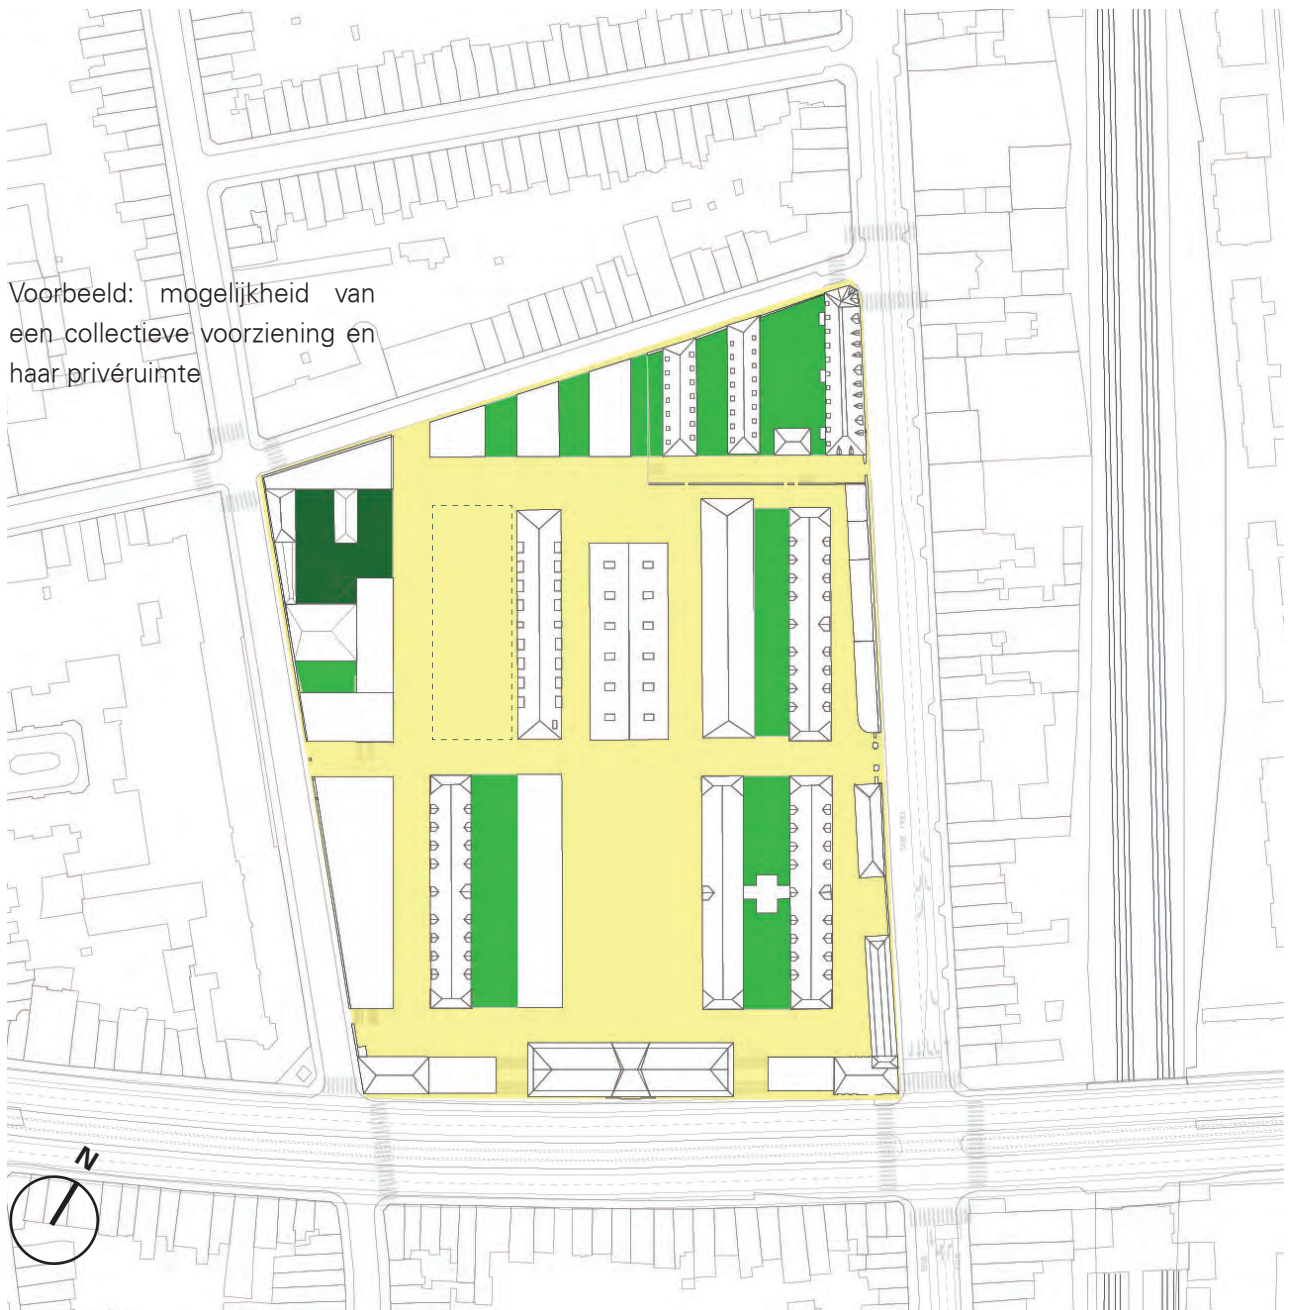 Voorbeeld: mogelijkheid van
een collectieve voorziening en
haar privéruimte
N